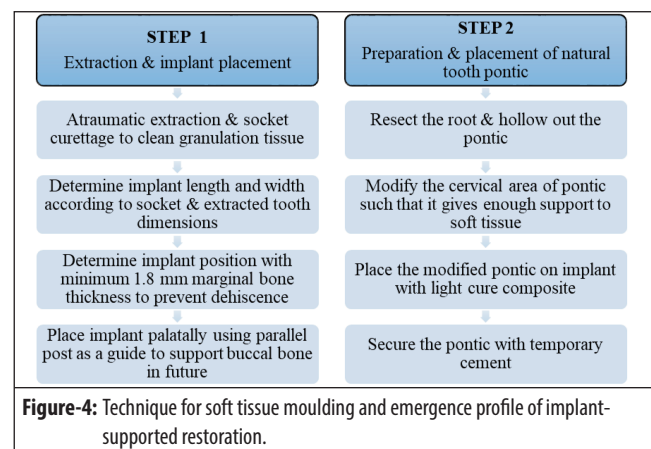 STEP 1
Extraction & implant placement
Atraumatic extraction & socket
curettage to clean granulation tissue
Determine implant length and width
according to socket & extracted tooth
dimensions
Determine implant position with
minimum 1.8 mm marginal bone
thickness to prevent dehiscence
Place implant palatally using parallel
post as a guide to support buccal bone
in future
STEP 2
Preparation & placement of natural
tooth pontic
Resect the root & hollow out the
pontic
Modify the cervical area of pontic
such that it gives enough support to
soft tissue
Place the modified pontic on implant
with light cure composite
Secure the pontic with temporary
cement
Figure-4: Technique for soft tissue moulding and emergence profile of implant-
supported restoration.